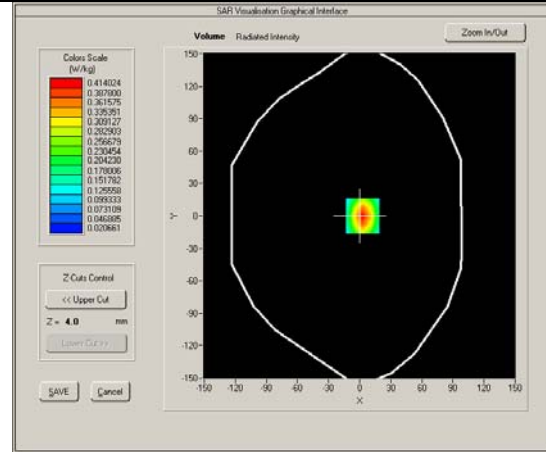 SAR Visualisation Graphical Interface
Volume Radiated Intensity
Zoom In/Out
Colors Scale
(W/kg)
0.414024
0.387800
0.361575
0.335351
0.309127
0.282903
0.256679
0.230454
0.204230
0.178006
0.151782
0.125558
0.099333
0.073109
0.046885
0.020661
Z Cuts Control
<< Upper Cut
Z = 4.0 mm
Lower Cut >>
SAVE
Cancel
150
120
90
60
30
0
-30
-60
-90
-120
-150
Y
-150 -120 -90 -60 -30 0 30 60 90 120 150
X